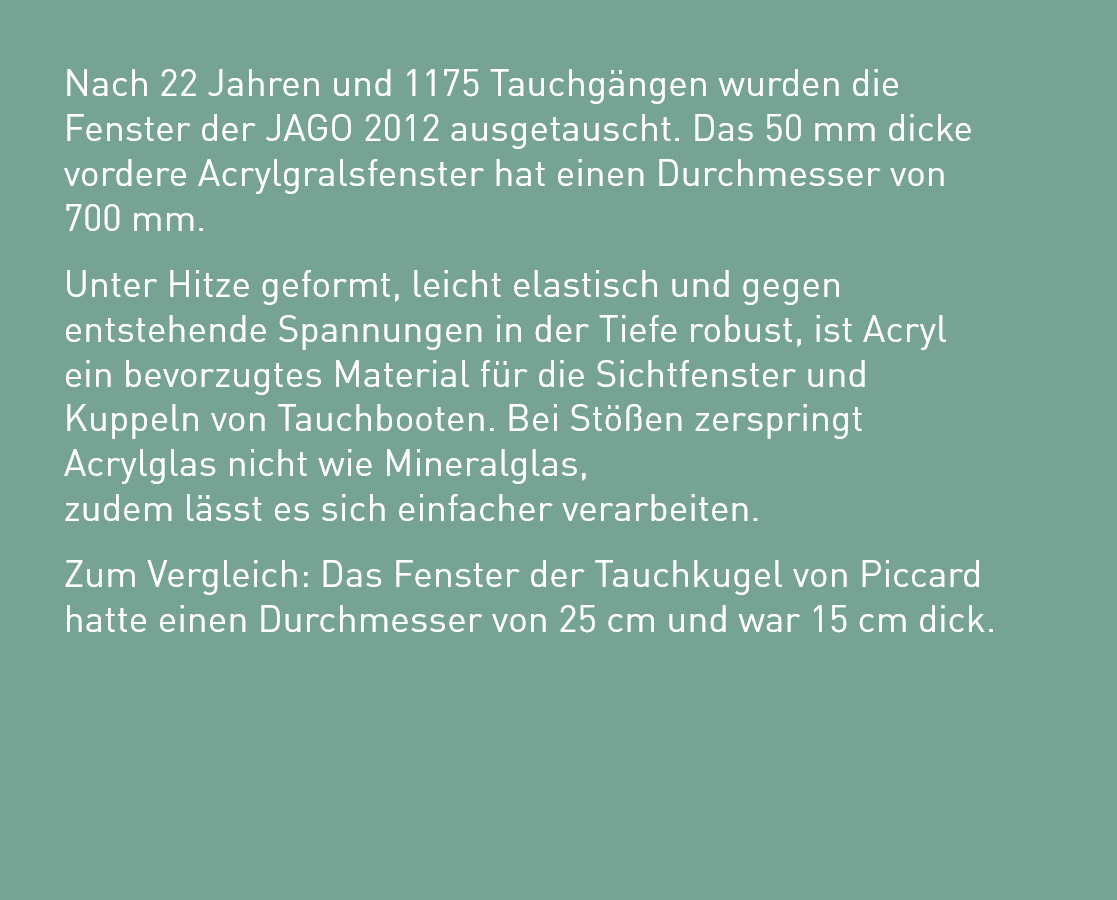 Nach 22 Jahren und 1175 Tauchgängen wurden die
Fenster der JAGO 2012 ausgetauscht. Das 50 mm dicke
vordere Acrylgralsfenster hat einen Durchmesser von
700 mm.
Unter Hitze geformt, leicht elastisch und gegen
entstehende Spannungen in der Tiefe robust, ist Acryl
ein bevorzugtes Material für die Sichtfenster und
Kuppeln von Tauchbooten. Bei Stößen zerspringt
Acrylglas nicht wie Mineralglas,
zudem lässt es sich einfacher verarbeiten.
Zum Vergleich: Das Fenster der Tauchkugel von Piccard
hatte einen Durchmesser von 25 cm und war 15 cm dick.